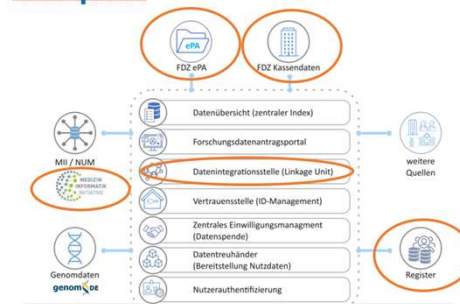 ePA
FDZ ePA
FDZ Kassendaten
Datenübersicht (zentraler Index)
Forschungsdatenantragsportal
MII / NUM
weitere
Quellen
Datenintegrationsstelle (Linkage Unit)
MEDIZIN
INFORMATIK
INITIATIVE
Vertrauensstelle (ID-Management)
Zentrales Einwilligungsmanagment
(Datenspende)
Datentreuhänder
(Bereitstellung Nutzdaten)
Genomdaten
genomDE
Register
Nutzerauthentifizierung